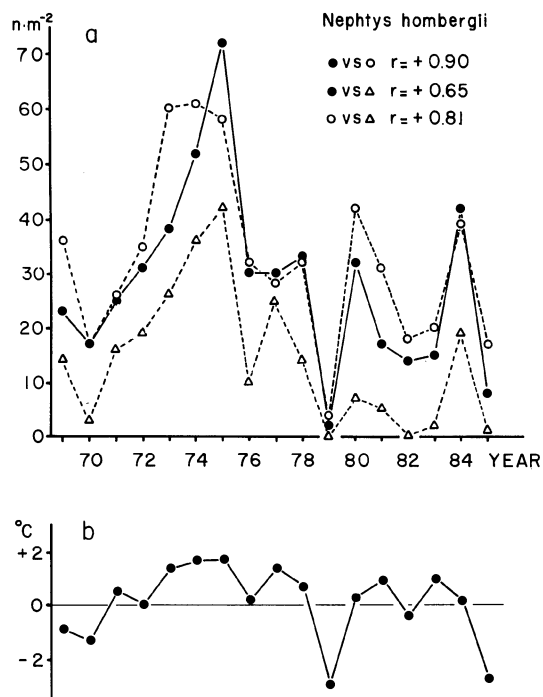 n·m⁻²
a
Nephtys hombergii
● vs ○ r = + 0.90
● vs △ r = + 0.65
○ vs △ r = + 0.81
70
60
50
40
30
20
10
0
70 72 74 76 78 80 82 84 YEAR
°C
b
+2
0
-2